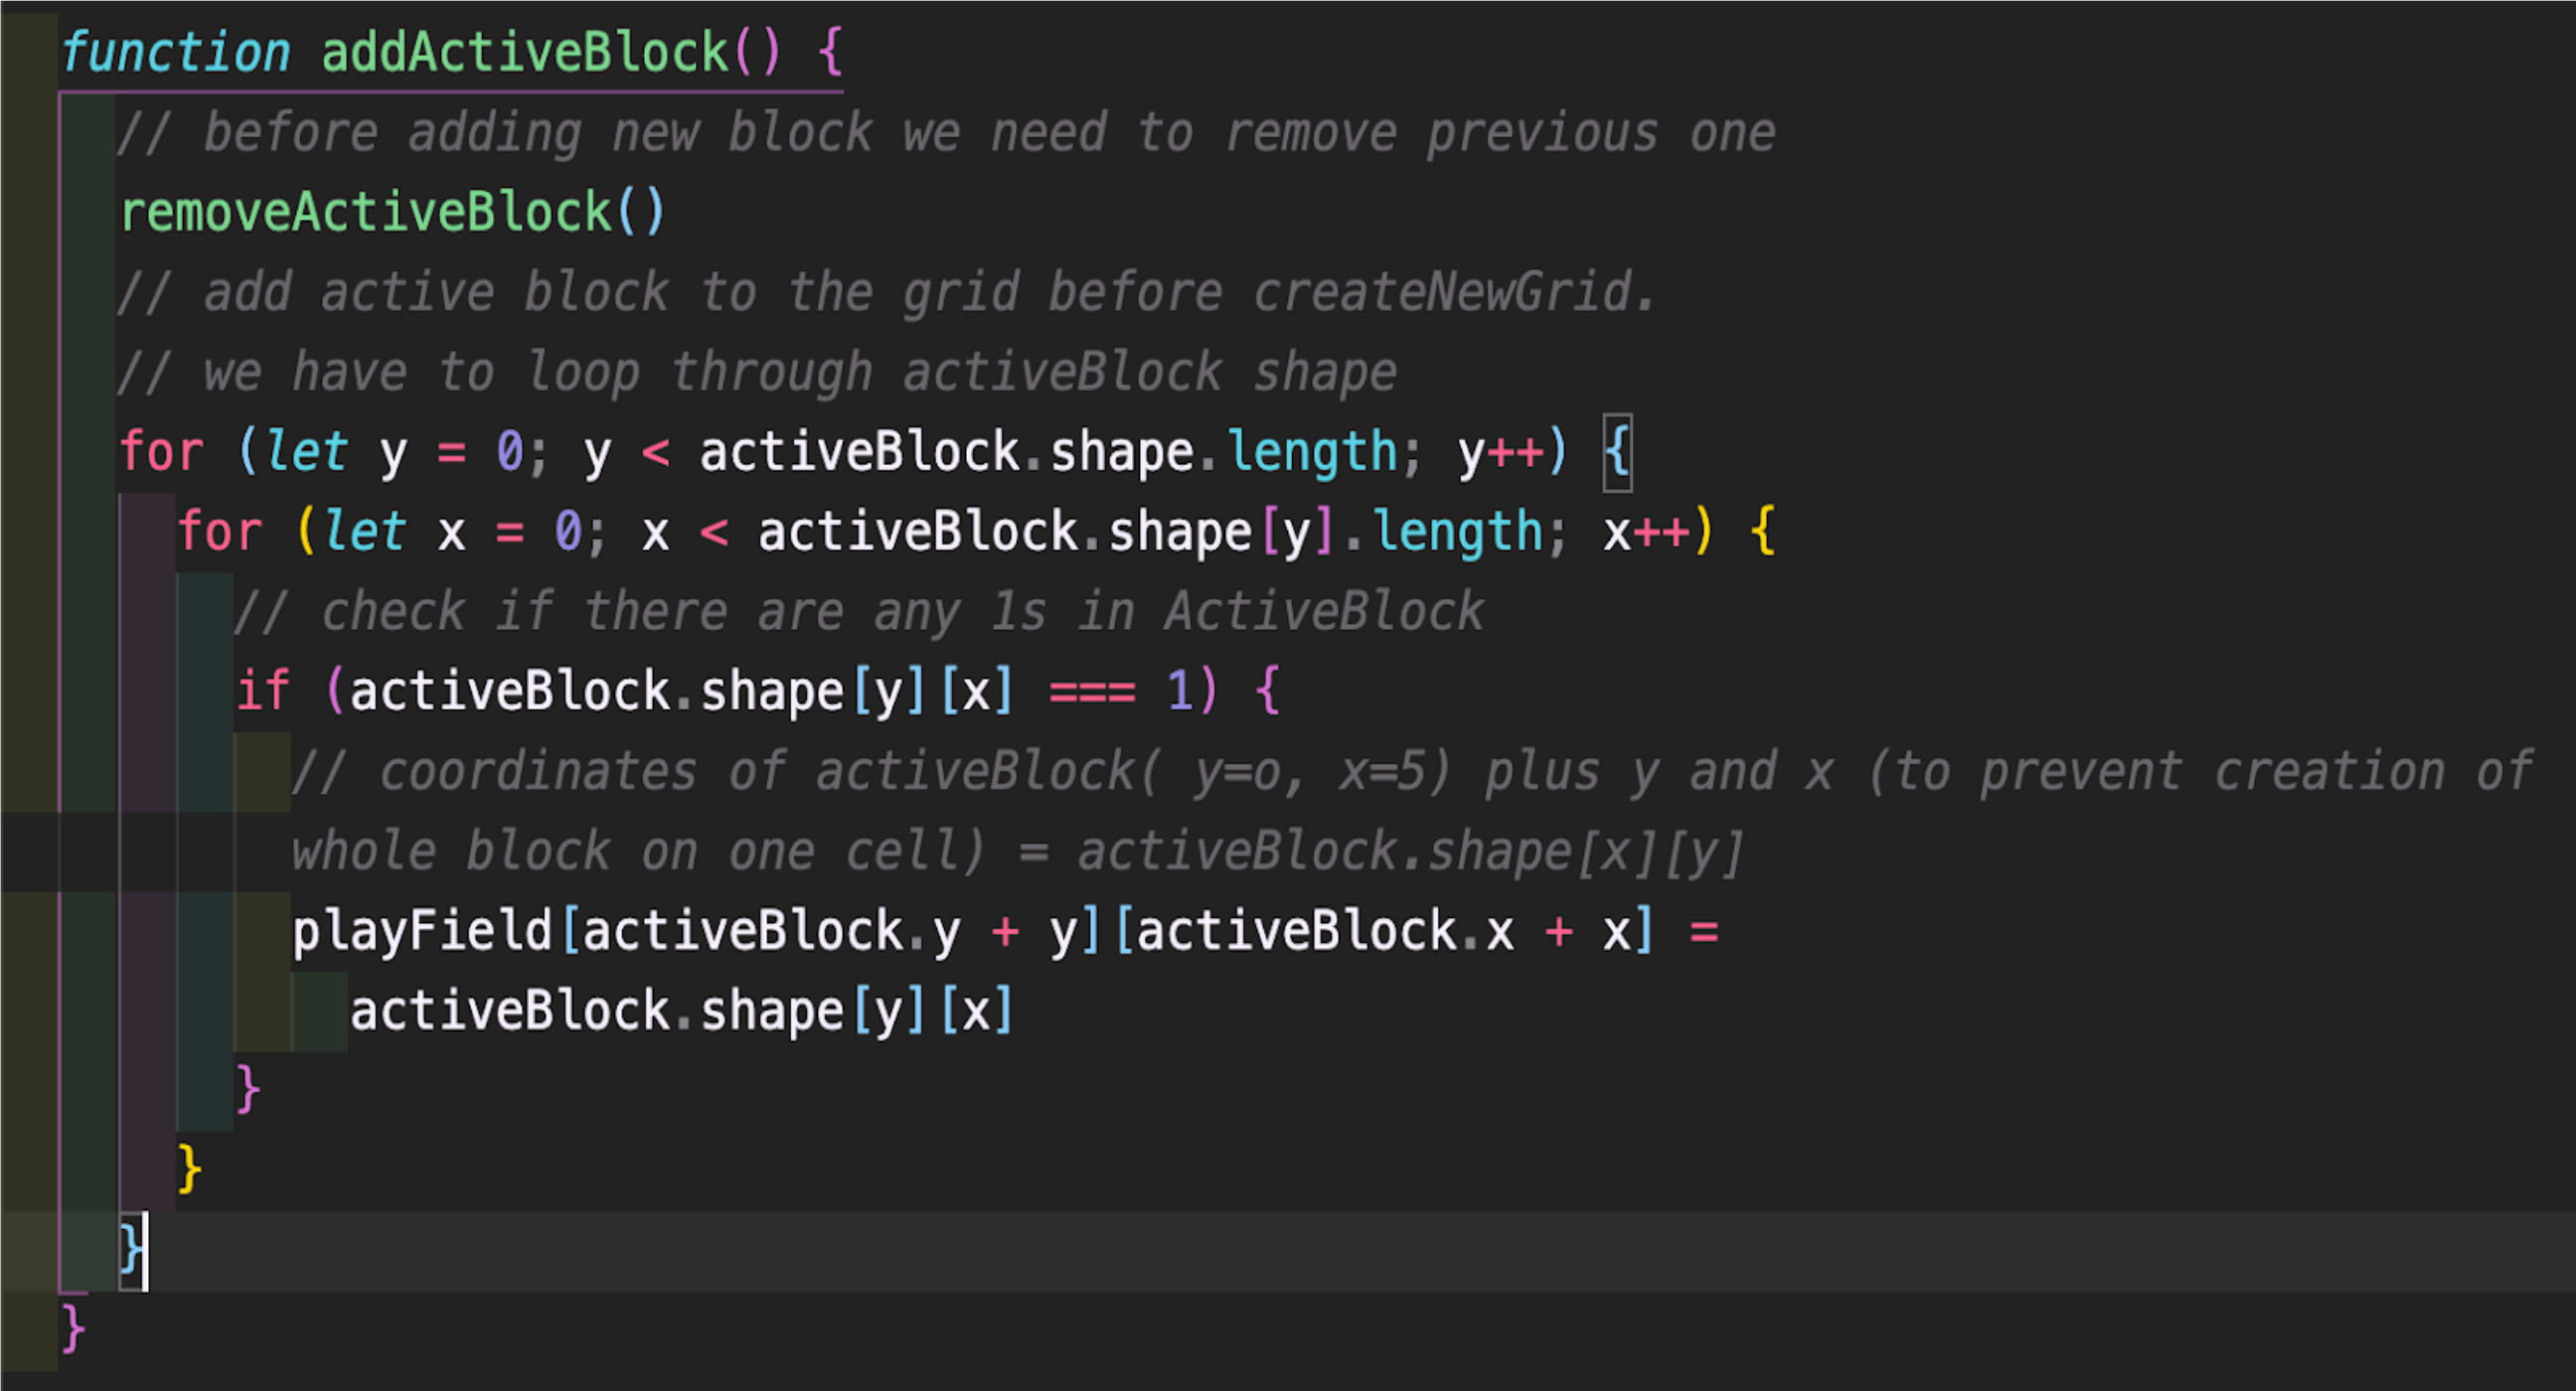 function addActiveBlock() {
// before adding new block we need to remove previous one
removeActiveBlock()
// add active block to the grid before createNewGrid.
// we have to loop through activeBlock shape
for (let y = 0; y < activeBlock.shape.length; y++) {
for (let x = 0; x < activeBlock.shape[y].length; x++) {
// check if there are any 1s in ActiveBlock
if (activeBlock.shape[y][x] === 1) {
// coordinates of activeBlock( y=o, x=5) plus y and x (to prevent creation of
whole block on one cell) = activeBlock.shape[x][y]
playField[activeBlock.y + y][activeBlock.x + x] =
activeBlock.shape[y][x]
}
}
}
}